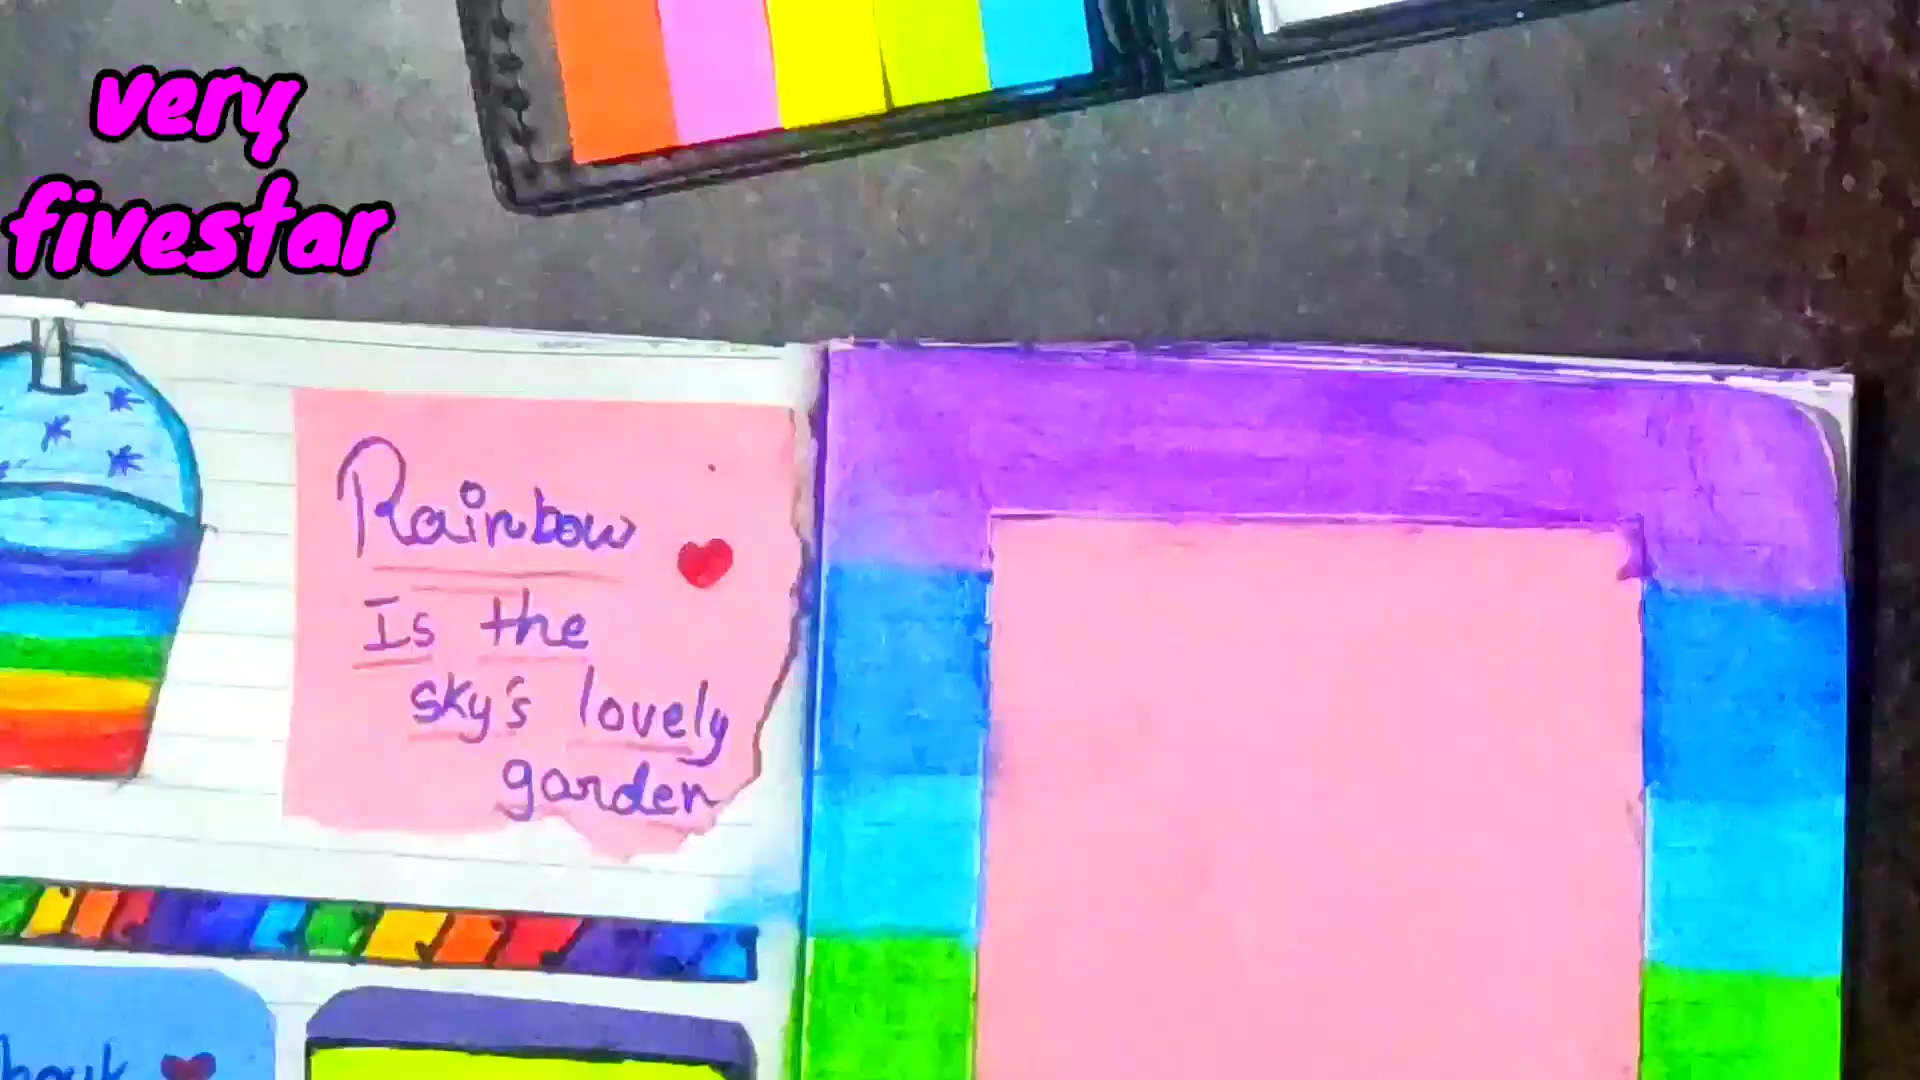 very
fivestar
Rainbow
Is the
sky's lovely
garden